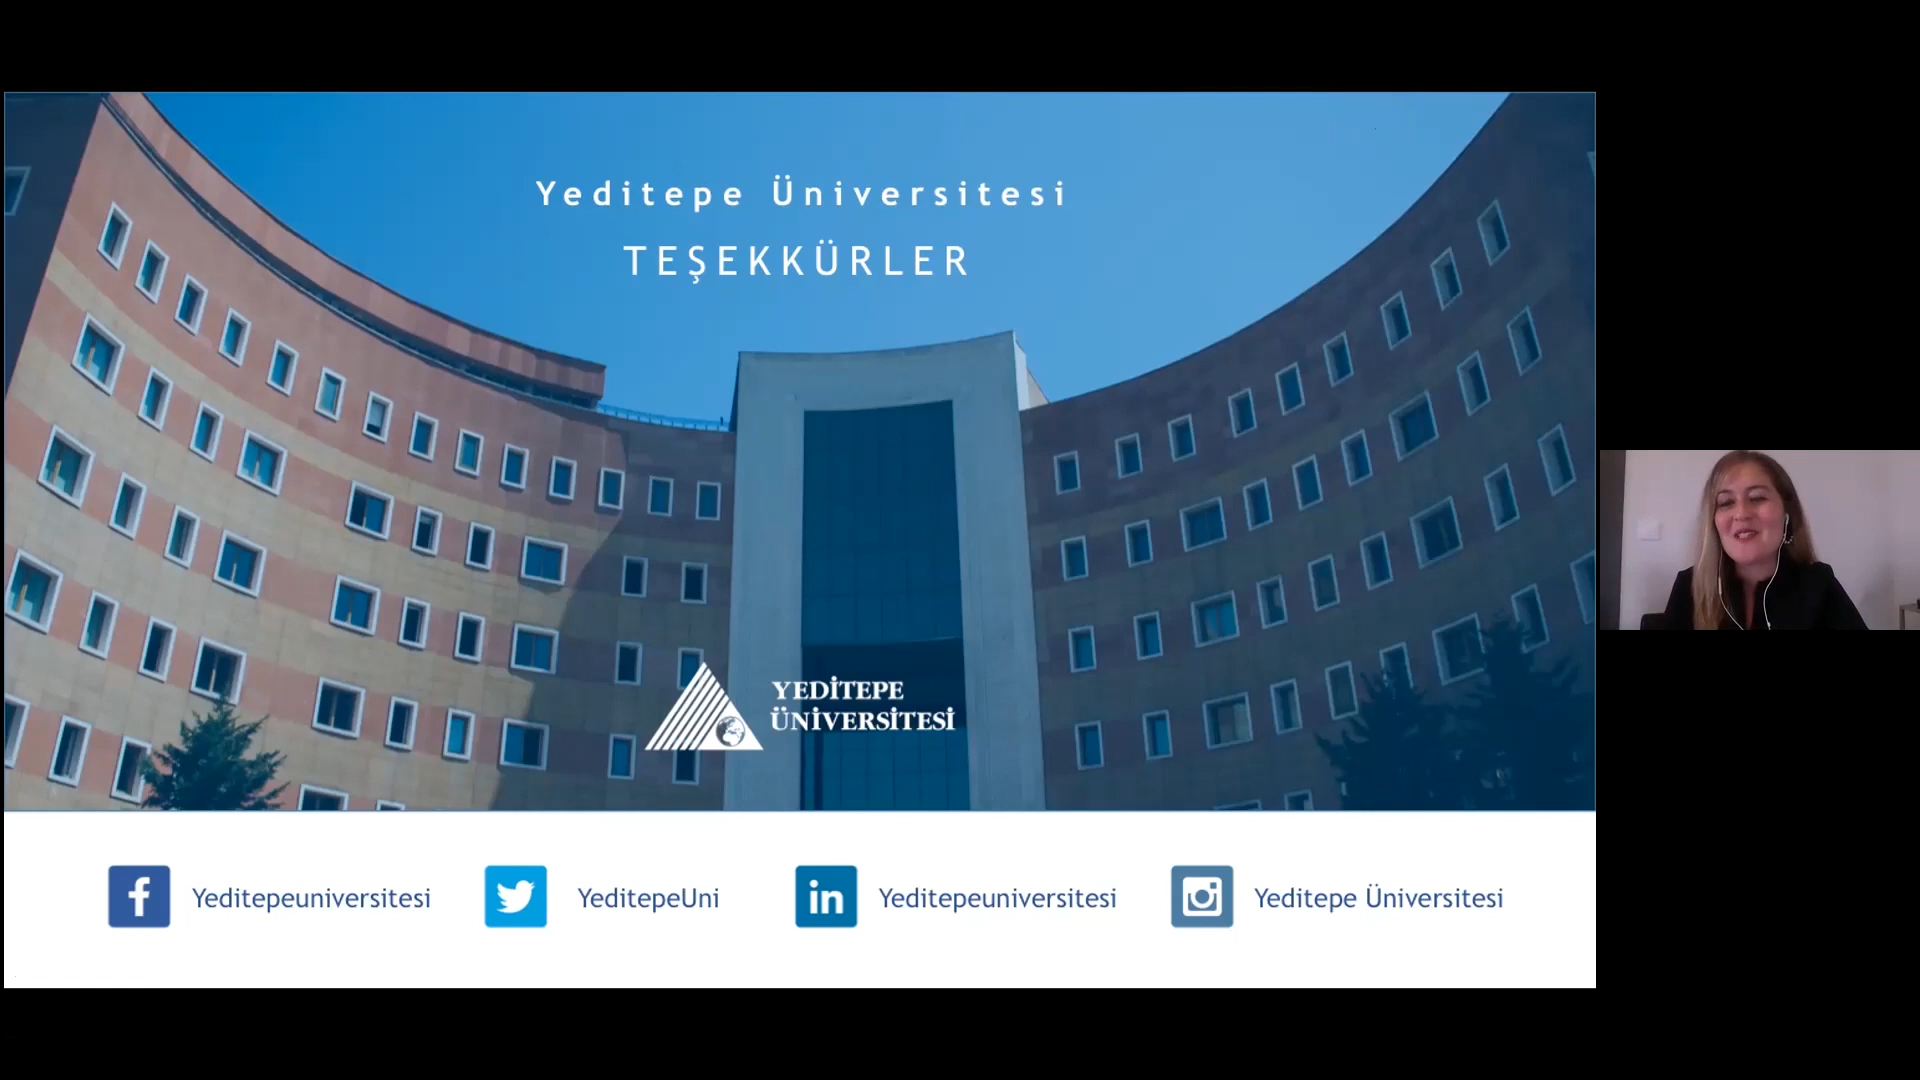 Yeditepe Üniversitesi
TEŞEKKÜRLER
YEDİTEPE
ÜNİVERSİTESİ
Yeditepeuniversitesi
YeditepeUni
Yeditepeuniversitesi
Yeditepe Üniversitesi